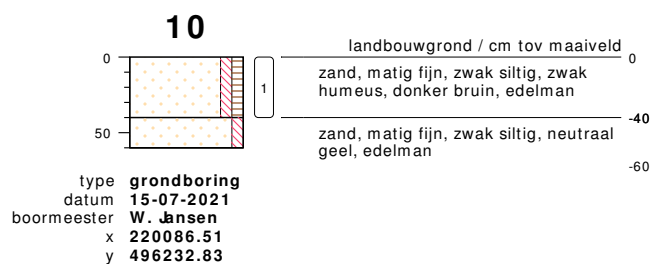 10
landbouwgrond / cm tov maaiveld
0
0
zand, matig fijn, zwak siltig, zwak
humeus, donker bruin, edelman
1
-40
50
zand, matig fijn, zwak siltig, neutraal
geel, edelman
-60
type grondboring
datum 15-07-2021
boormeester W. Jansen
x 220086.51
y 496232.83